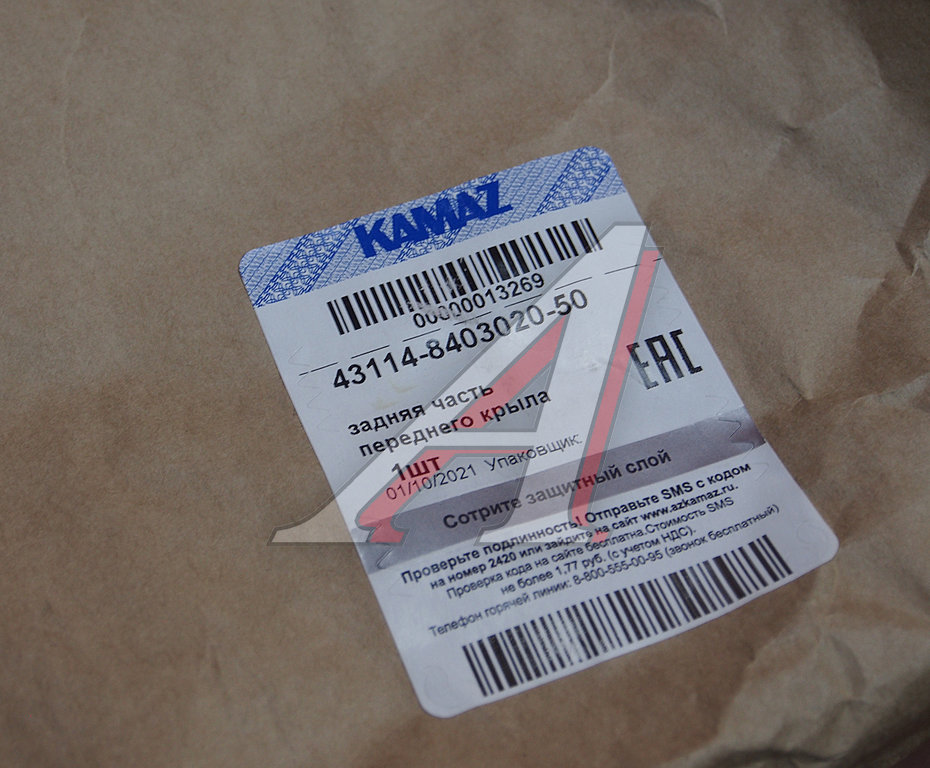 KAMAZ
00000013269
43114-8403020-50
EAC
задняя часть
переднего крыла
1шт
01/10/2021 Упаковщик:
Сотрите защитный слой
Проверьте подлинность! Отправьте SMS с кодом
на номер 2420 или зайдите на сайт www.azkamaz.ru.
Проверка кода на сайте бесплатна.Стоимость SMS
не более 1,77 руб. (с учетом НДС).
Телефон горячей линии: 8-800-555-00-95 (звонок бесплатный)